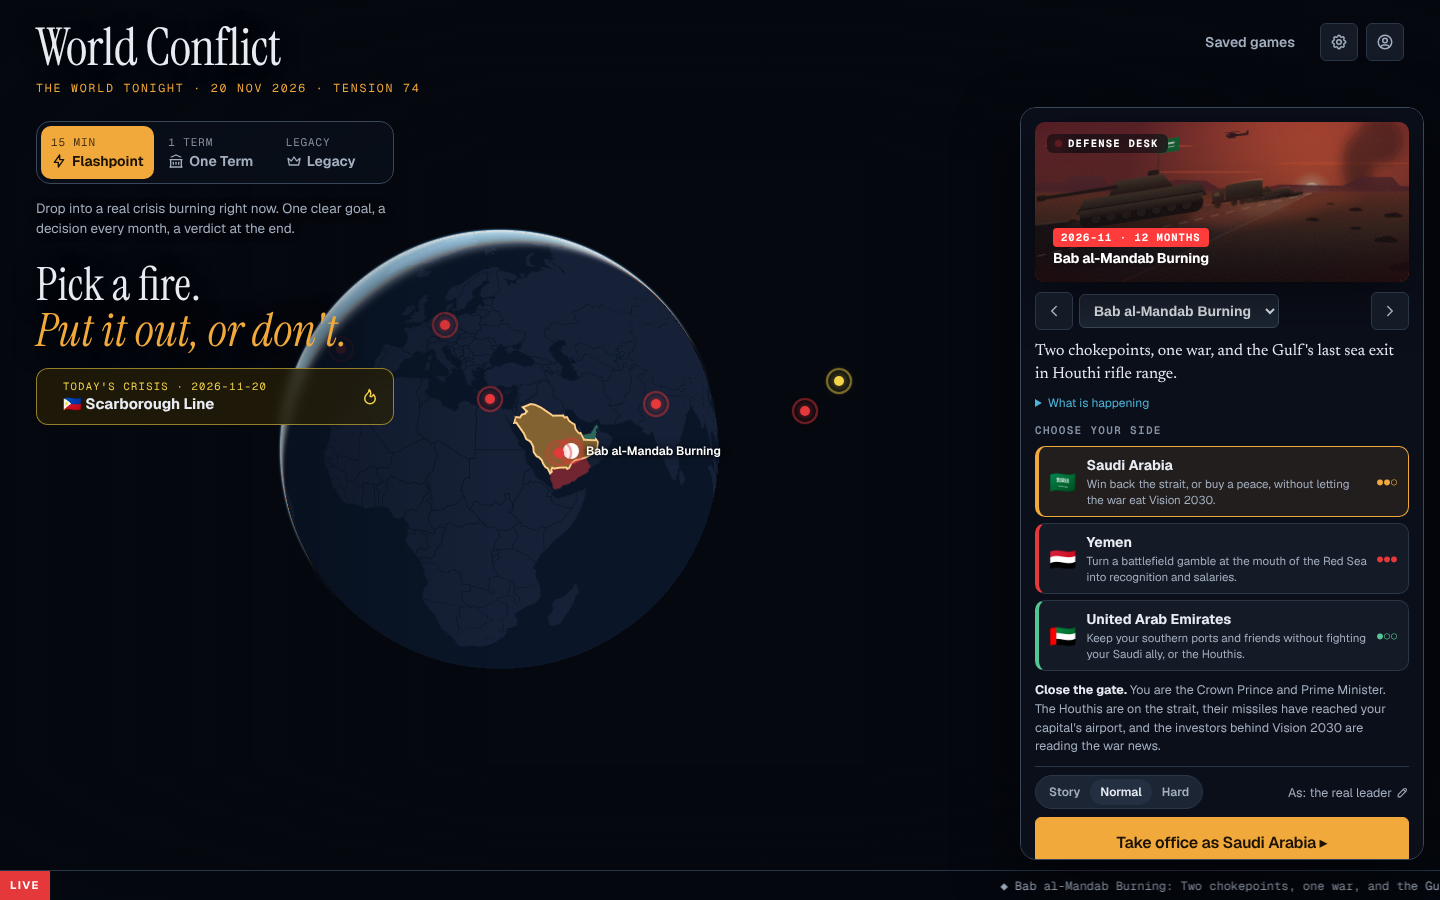 World Conflict
THE WORLD TONIGHT · 20 NOV 2026 · TENSION 74
Saved games
15 MIN
Flashpoint
1 TERM
One Term
LEGACY
Legacy
Drop into a real crisis burning right now. One clear goal, a
decision every month, a verdict at the end.
Pick a fire.
Put it out, or don't.
TODAY'S CRISIS · 2026-11-20
Scarborough Line
Bab al-Mandab Burning
DEFENSE DESK
2026-11 · 12 MONTHS
Bab al-Mandab Burning
Bab al-Mandab Burning
Two chokepoints, one war, and the Gulf's last sea exit
in Houthi rifle range.
What is happening
CHOOSE YOUR SIDE
Saudi Arabia
Win back the strait, or buy a peace, without letting
the war eat Vision 2030.
Yemen
Turn a battlefield gamble at the mouth of the Red Sea
into recognition and salaries.
United Arab Emirates
Keep your southern ports and friends without fighting
your Saudi ally, or the Houthis.
Close the gate. You are the Crown Prince and Prime Minister.
The Houthis are on the strait, their missiles have reached your
capital's airport, and the investors behind Vision 2030 are
reading the war news.
Story
Normal
Hard
As: the real leader
Take office as Saudi Arabia ▸
LIVE
◆ Bab al-Mandab Burning: Two chokepoints, one war, and the Gu